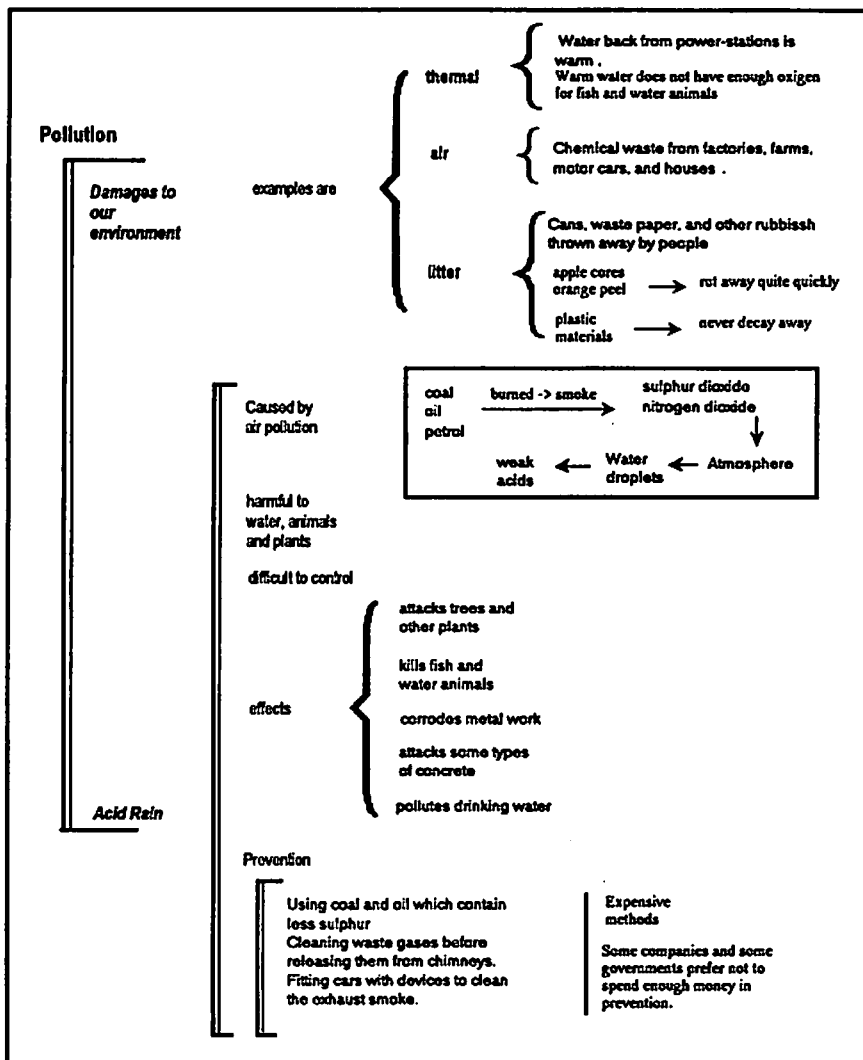 Pollution
Damages to
our
environment
examples are
thermal
Water back from power-stations is
warm .
Warm water does not have enough oxigen
for fish and water animals
air
Chemical waste from factories, farms,
motor cars, and houses .
litter
Cans, waste paper, and other rubbissh
thrown away by people
apple cores
orange peel
rot away quite quickly
plastic
materials
never decay away
Acid Rain
Caused by
air pollution
coal
oil
petrol
burned -> smoke
sulphur dioxide
nitrogen dioxide
Atmosphere
Water
droplets
weak
acids
harmful to
water, animals
and plants
difficult to control
effects
attacks trees and
other plants
kills fish and
water animals
corrodes metal work
attacks some types
of concrete
pollutes drinking water
Prevention
Using coal and oil which contain
less sulphur
Cleaning waste gases before
releasing them from chimneys.
Fitting cars with devices to clean
the exhaust smoke.
Expensive
methods
Some companies and some
governments prefer not to
spend enough money in
prevention.